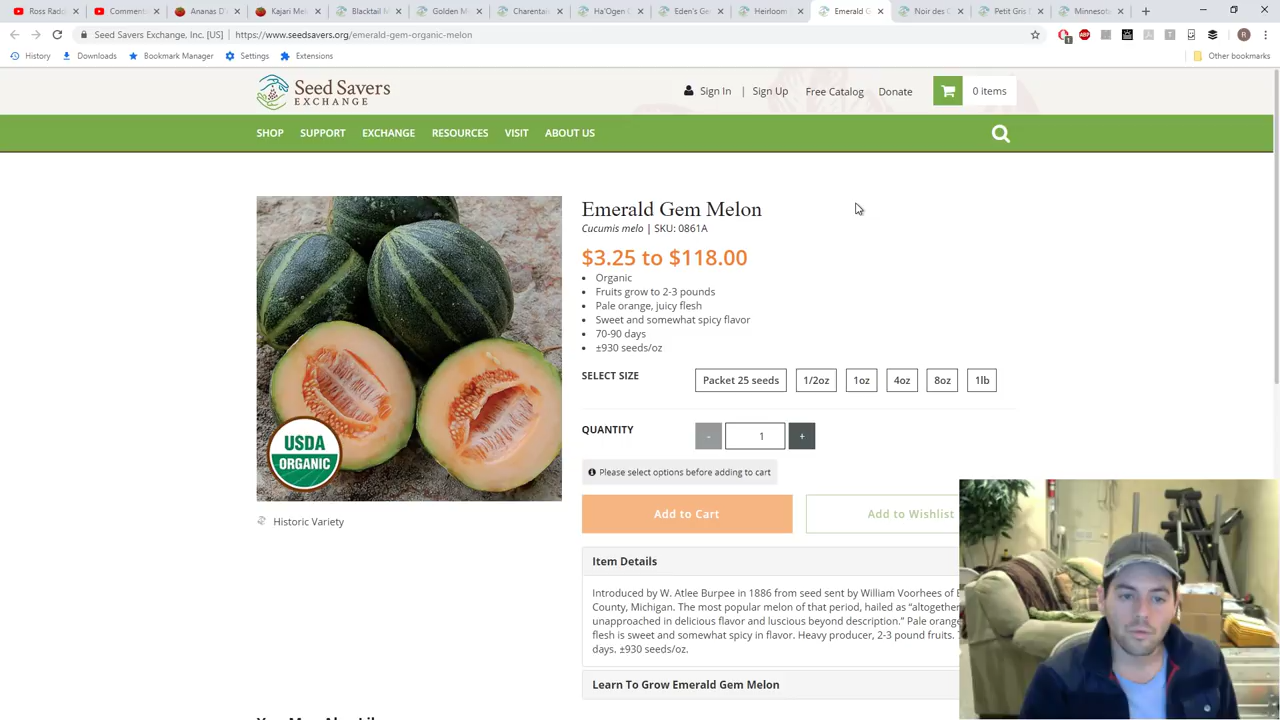 Ross Rado
Comment
Ananas D'
Kajari Me
Blacktail M
Golden M
Charentai
Ha'Ogen C
Eden's Ge
Heirloom
Emerald G
Noir des C
Petit Gris D
Minnesota
Seed Savers Exchange, Inc. [US] | https://www.seedsavers.org/emerald-gem-organic-melon
History Downloads Bookmark Manager Settings Extensions Other bookmarks
Seed Savers
EXCHANGE
Sign In | Sign Up Free Catalog Donate 0 items
SHOP SUPPORT EXCHANGE RESOURCES VISIT ABOUT US
Emerald Gem Melon
Cucumis melo | SKU: 0861A
$3.25 to $118.00
• Organic
• Fruits grow to 2-3 pounds
• Pale orange, juicy flesh
• Sweet and somewhat spicy flavor
• 70-90 days
• ±930 seeds/oz
SELECT SIZE Packet 25 seeds 1/2oz 1oz 4oz 8oz 1lb
QUANTITY - 1 +
Please select options before adding to cart
USDA
ORGANIC
Historic Variety
Add to Cart Add to Wishlist
Item Details
Introduced by W. Atlee Burpee in 1886 from seed sent by William Voorhees of
County, Michigan. The most popular melon of that period, hailed as "altogether
unapproached in delicious flavor and luscious beyond description." Pale orange
flesh is sweet and somewhat spicy in flavor. Heavy producer, 2-3 pound fruits.
days. ±930 seeds/oz.
Learn To Grow Emerald Gem Melon